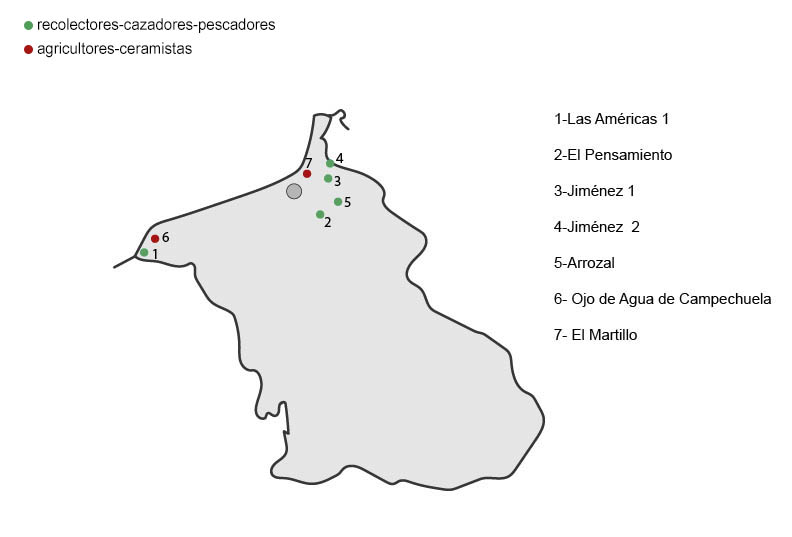 recolectores-cazadores-pescadores
agricultores-ceramistas
1-Las Américas 1
2-El Pensamiento
3-Jiménez 1
4-Jiménez  2
5-Arrozal
6- Ojo de Agua de Campechuela
7- El Martillo
7
4
3
5
2
6
1